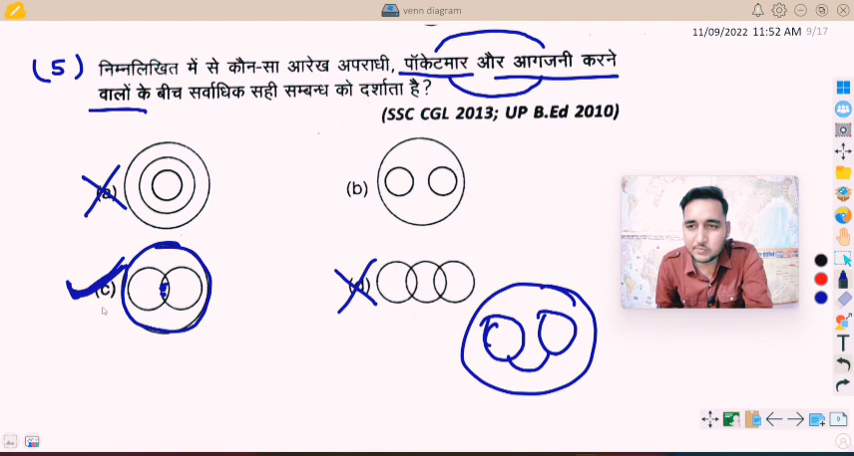 venn diagram
11/09/2022 11:52 AM 9/17
(5) निम्नलिखित में से कौन-सा आरेख अपराधी, पॉकेटमार और आगजनी करने
वालों के बीच सर्वाधिक सही सम्बन्ध को दर्शाता है?
(SSC CGL 2013; UP B.Ed 2010)
(a)
(b)
(c)
(d)
T
9